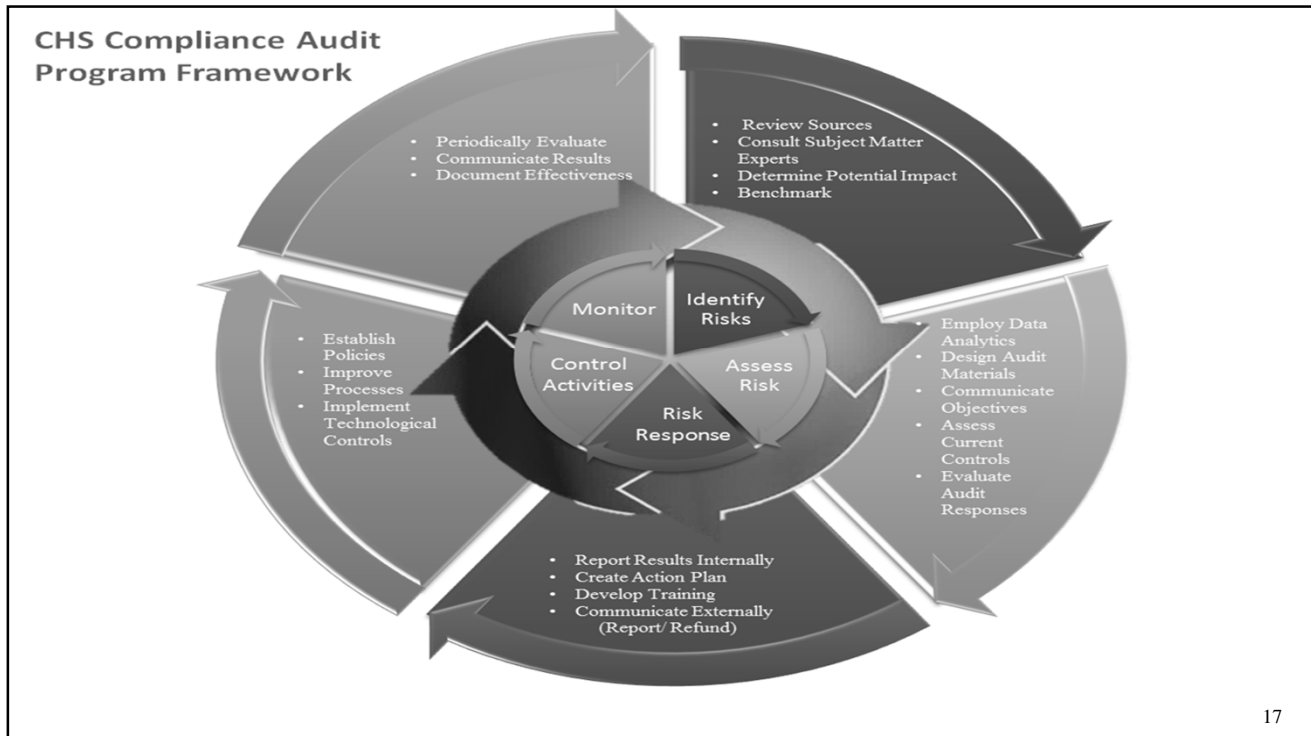 CHS Compliance Audit
Program Framework
• Periodically Evaluate
• Communicate Results
• Document Effectiveness
• Review Sources
• Consult Subject Matter
Experts
• Determine Potential Impact
• Benchmark
Monitor
Identify
Risks
Control
Activities
Assess
Risk
Risk
Response
• Establish
Policies
• Improve
Processes
• Implement
Technological
Controls
• Employ Data
Analytics
• Design Audit
Materials
• Communicate
Objectives
• Assess
Current
Controls
• Evaluate
Audit
Responses
• Report Results Internally
• Create Action Plan
• Develop Training
• Communicate Externally
(Report/ Refund)
17